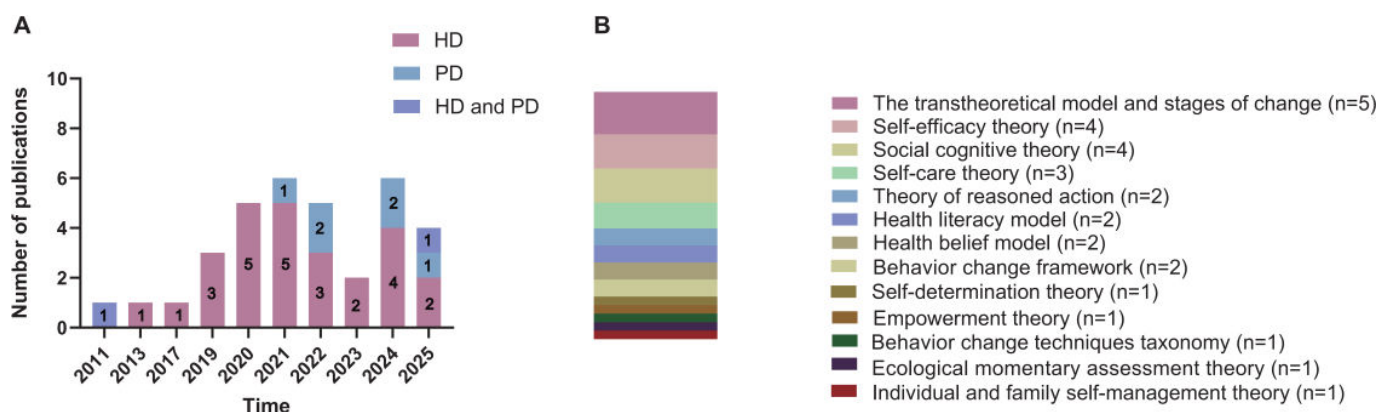 A
HD
PD
HD and PD
Number of publications
10
8
6
4
2
0
1
1
1
3
5
1
5
2
3
2
2
4
1
1
2
2011
2013
2017
2019
2020
2021
2022
2023
2024
2025
Time
B
The transtheoretical model and stages of change (n=5)
Self-efficacy theory (n=4)
Social cognitive theory (n=4)
Self-care theory (n=3)
Theory of reasoned action (n=2)
Health literacy model (n=2)
Health belief model (n=2)
Behavior change framework (n=2)
Self-determination theory (n=1)
Empowerment theory (n=1)
Behavior change techniques taxonomy (n=1)
Ecological momentary assessment theory (n=1)
Individual and family self-management theory (n=1)